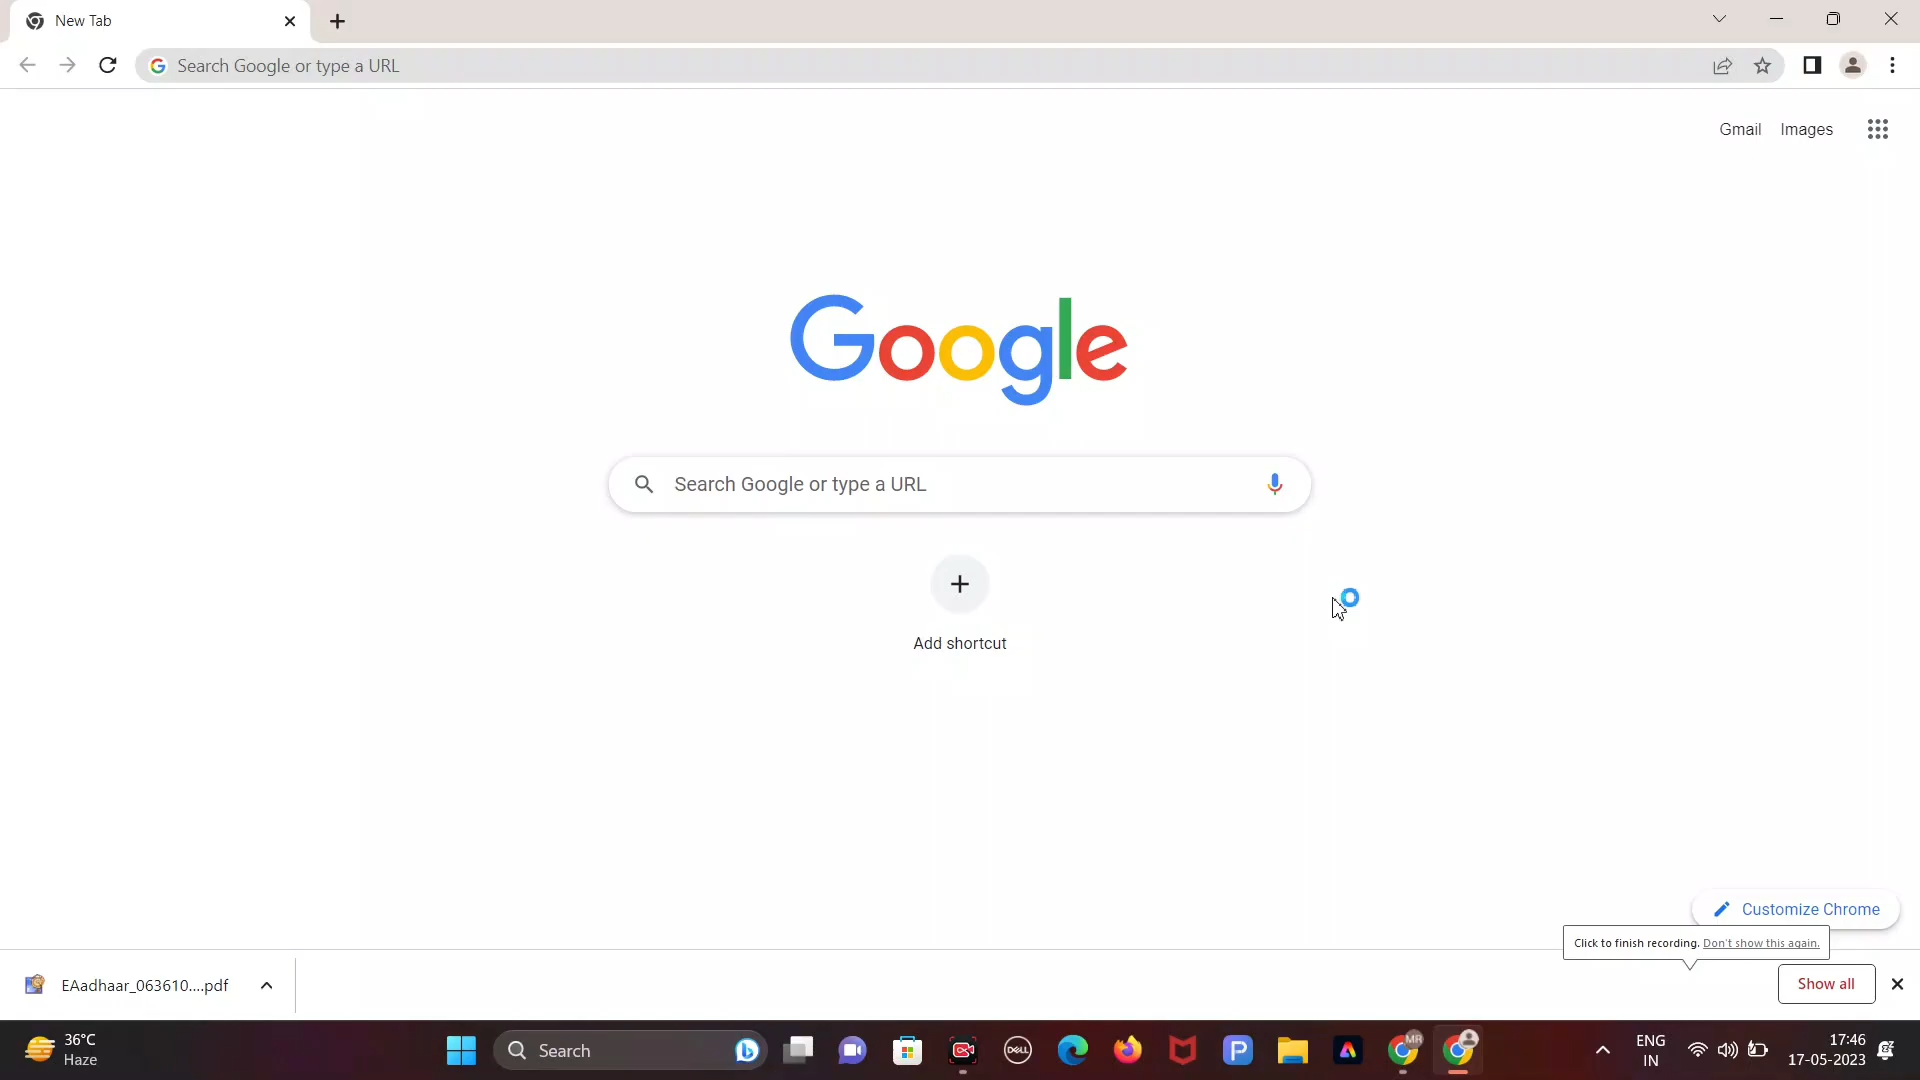 New Tab
Search Google or type a URL
Gmail Images
Google
Search Google or type a URL
Add shortcut
Customize Chrome
Click to finish recording. Don't show this again.
EAadhaar_063610....pdf
Show all
36°C
Haze
Search
DELL
MR
ENG
IN
17:46
17-05-2023